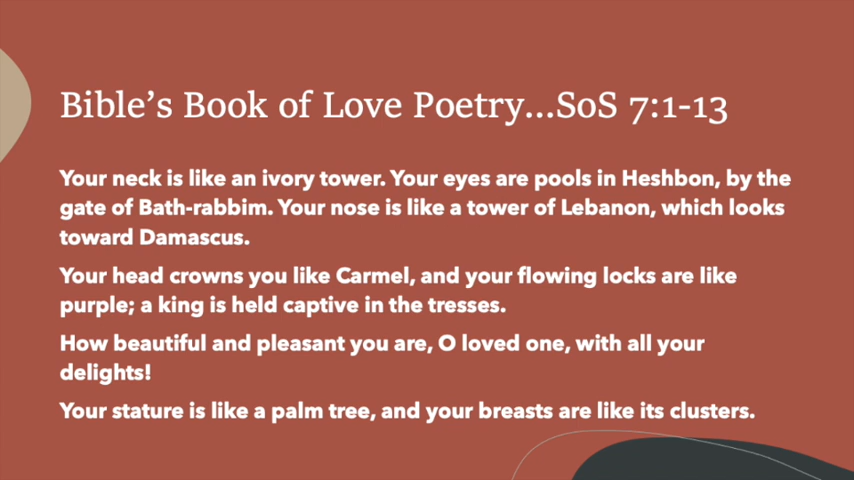 Bible’s Book of Love Poetry...SoS 7:1-13
Your neck is like an ivory tower. Your eyes are pools in Heshbon, by the
gate of Bath-rabbim. Your nose is like a tower of Lebanon, which looks
toward Damascus.
Your head crowns you like Carmel, and your flowing locks are like
purple; a king is held captive in the tresses.
How beautiful and pleasant you are, O loved one, with all your
delights!
Your stature is like a palm tree, and your breasts are like its clusters.